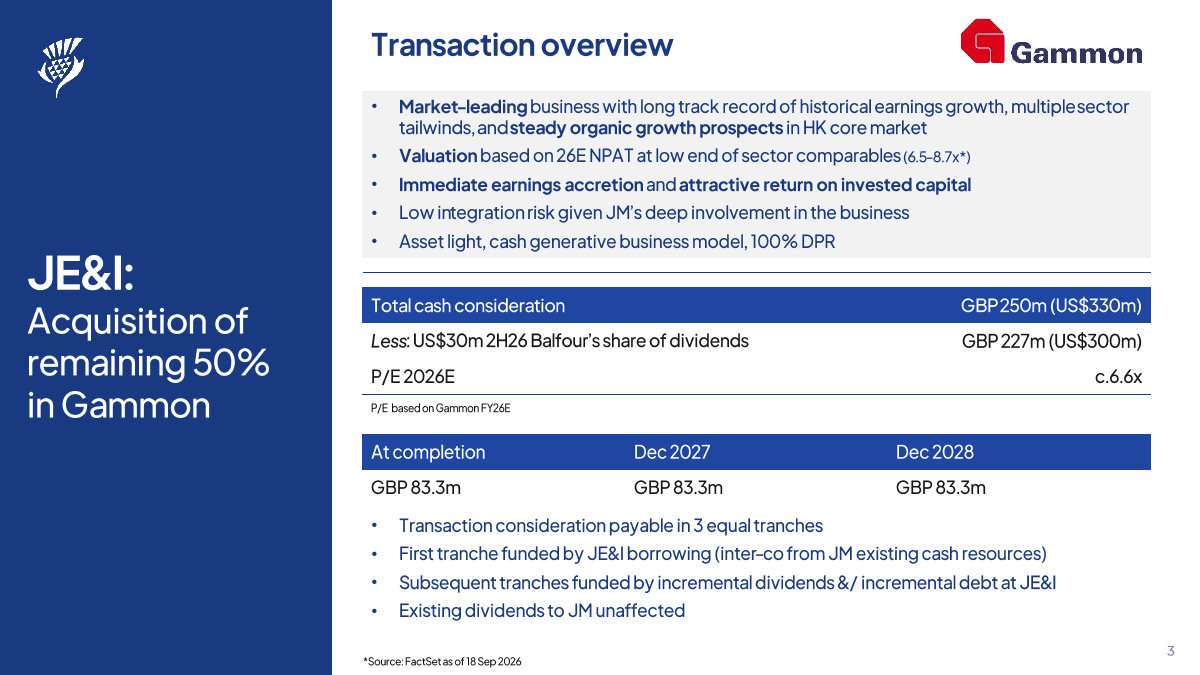 JE&I:
Acquisition of
remaining 50%
in Gammon
Transaction overview
Gammon
• Market-leading business with long track record of historical earnings growth, multiple sector
tailwinds, and steady organic growth prospects in HK core market
• Valuation based on 26E NPAT at low end of sector comparables (6.5-8.7x*)
• Immediate earnings accretion and attractive return on invested capital
• Low integration risk given JM's deep involvement in the business
• Asset light, cash generative business model, 100% DPR
Total cash consideration GBP 250m (US$330m)
Less: US$30m 2H26 Balfour's share of dividends GBP 227m (US$300m)
P/E 2026E c.6.6x
P/E based on Gammon FY26E
At completion Dec 2027 Dec 2028
GBP 83.3m GBP 83.3m GBP 83.3m
• Transaction consideration payable in 3 equal tranches
• First tranche funded by JE&I borrowing (inter-co from JM existing cash resources)
• Subsequent tranches funded by incremental dividends &/ incremental debt at JE&I
• Existing dividends to JM unaffected
*Source: FactSet as of 18 Sep 2026
3